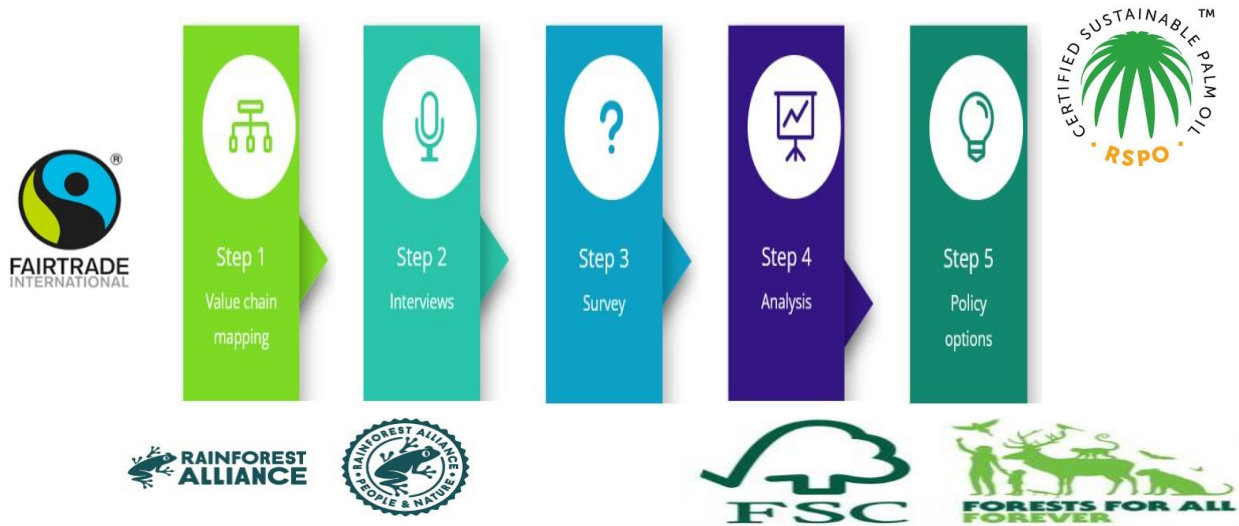 CERTIFIED SUSTAINABLE PALM OIL ™
RSPO
®
FAIRTRADE
INTERNATIONAL
Step 1
Value chain
mapping
Step 2
Interviews
?
Step 3
Survey
Step 4
Analysis
Step 5
Policy
options
RAINFOREST
ALLIANCE
RAINFOREST ALLIANCE
PEOPLE & NATURE
FSC
FORESTS FOR ALL
FOREVER